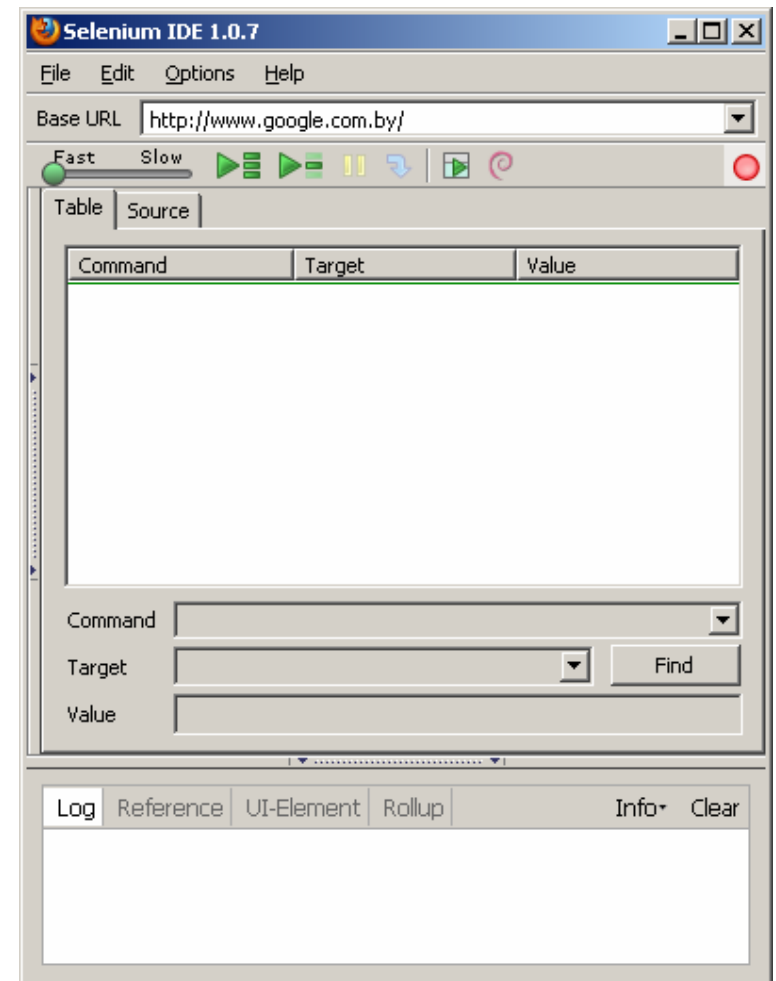 Selenium IDE 1.0.7
File Edit Options Help
Base URL http://www.google.com.by/
Fast Slow
Table Source
Command Target Value
Command
Target Find
Value
Log Reference UI-Element Rollup Info Clear